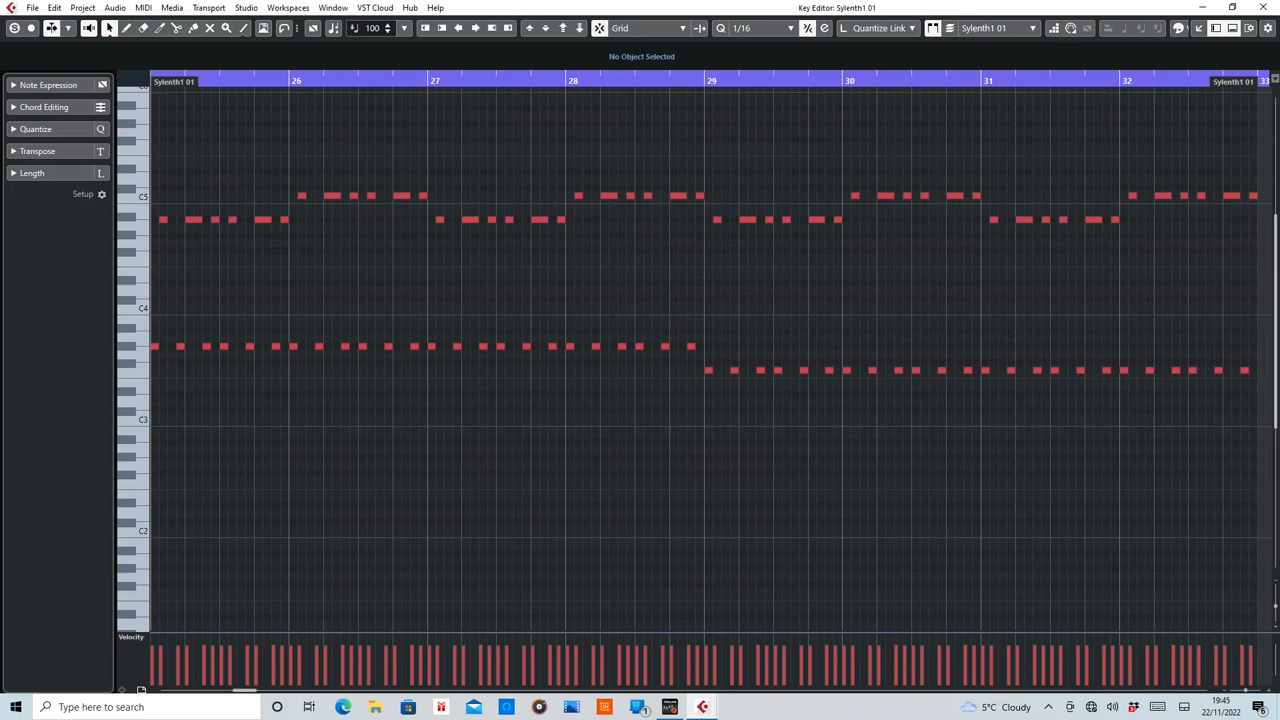 File Edit Project Audio MIDI Media Transport Studio Workspaces Window VST Cloud Hub Help
Key Editor: Sylenth1 01
100 Grid 1/16 Quantize Link Sylenth1 01
No Object Selected
Sylenth1 01 26 27 28 29 30 31 32 Sylenth1 01 33
Note Expression
Chord Editing
Quantize Q
Transpose T
Length L
Setup
C5
C4
C3
C2
Velocity
Type here to search
5°C Cloudy
19:45
22/11/2022